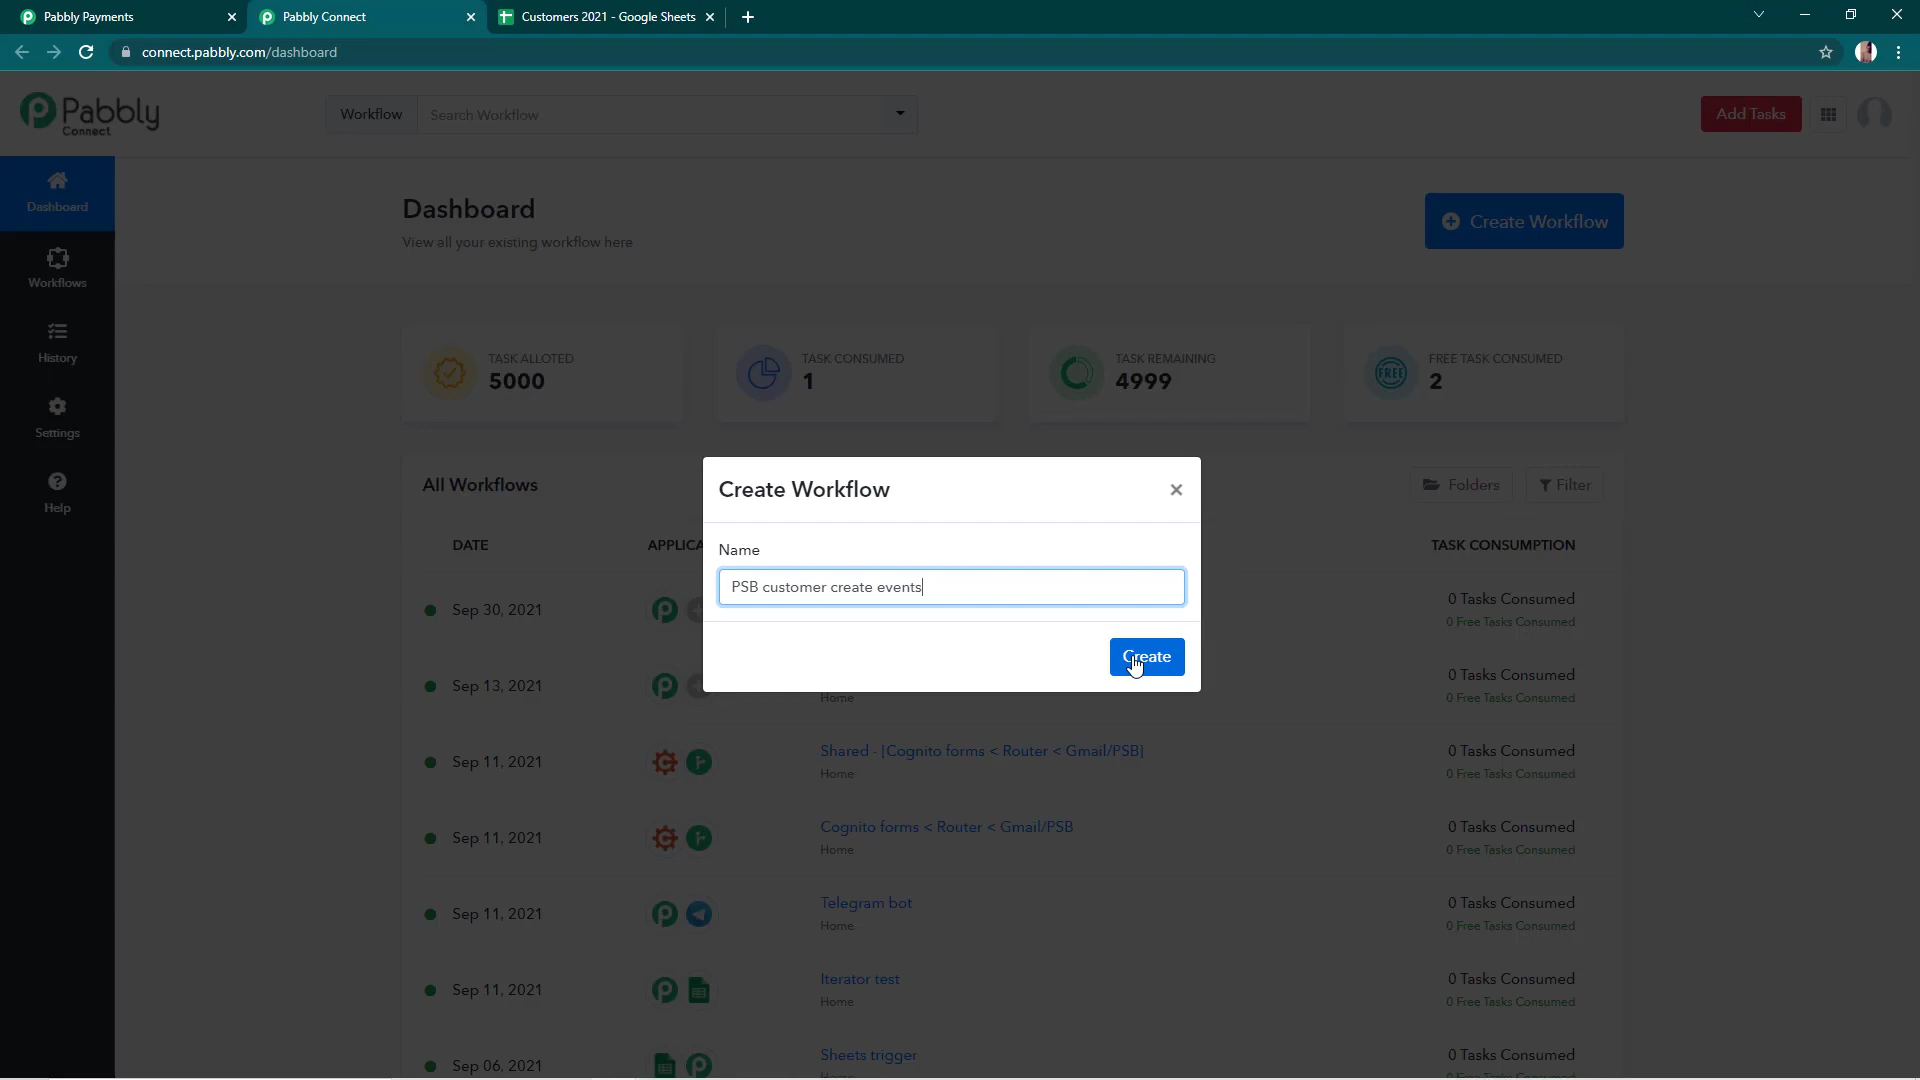 Pabbly Payments
Pabbly Connect
Customers 2021 - Google Sheets
connect.pabbly.com/dashboard
Pabbly
Connect
Workflow
Search Workflow
Add Tasks
Dashboard
Workflows
History
Settings
Help
Dashboard
View all your existing workflow here
Create Workflow
TASK ALLOTED
5000
TASK CONSUMED
1
TASK REMAINING
4999
FREE
FREE TASK CONSUMED
2
All Workflows
Folders
Filter
DATE
APPLICA
TASK CONSUMPTION
Create Workflow
Name
PSB customer create events
Create
Sep 30, 2021
0 Tasks Consumed
0 Free Tasks Consumed
Sep 13, 2021
Home
0 Tasks Consumed
0 Free Tasks Consumed
Sep 11, 2021
Shared - [Cognito forms < Router < Gmail/PSB]
Home
0 Tasks Consumed
0 Free Tasks Consumed
Sep 11, 2021
Cognito forms < Router < Gmail/PSB
Home
0 Tasks Consumed
0 Free Tasks Consumed
Sep 11, 2021
Telegram bot
Home
0 Tasks Consumed
0 Free Tasks Consumed
Sep 11, 2021
Iterator test
Home
0 Tasks Consumed
0 Free Tasks Consumed
Sep 06, 2021
Sheets trigger
0 Tasks Consumed